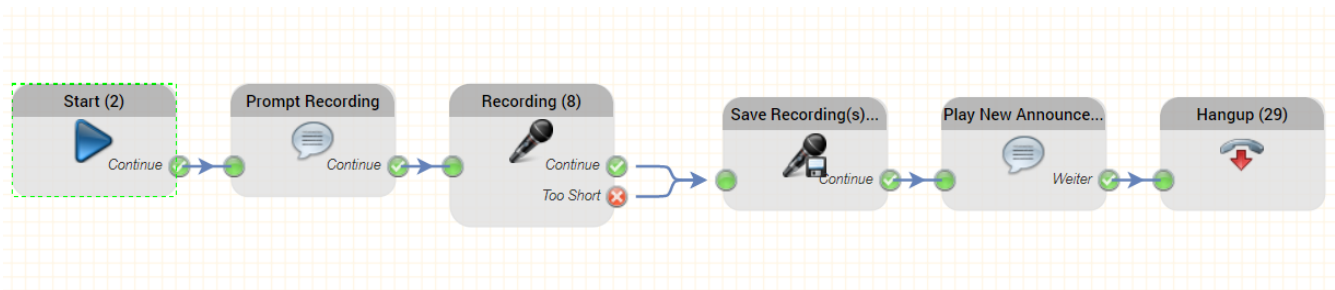 Start (2)
Continue
Prompt Recording
Continue
Recording (8)
Continue
Too Short
Save Recording(s)...
Continue
Play New Announce...
Weiter
Hangup (29)